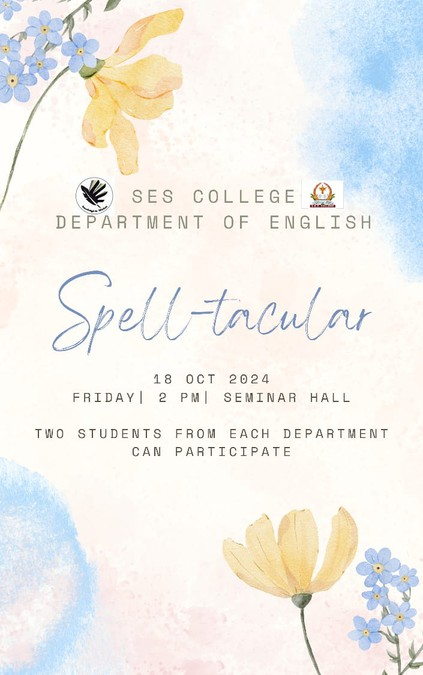 SES COLLEGE
DEPARTMENT OF ENGLISH
Spell-tacular
18 OCT 2024
FRIDAY| 2 PM| SEMINAR HALL
TWO STUDENTS FROM EACH DEPARTMENT
CAN PARTICIPATE